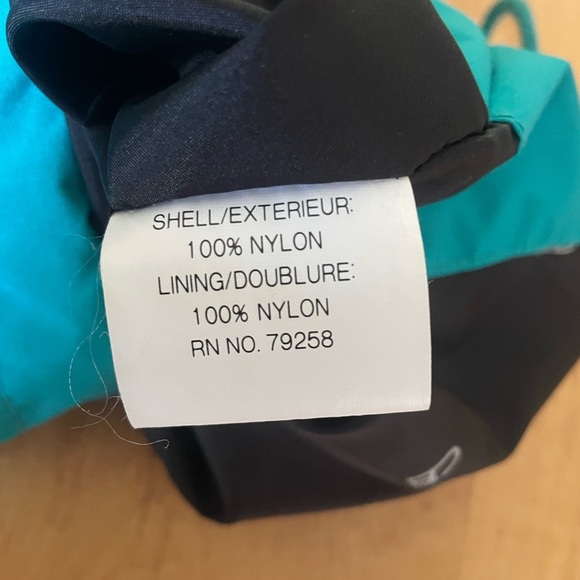 SHELL/EXTERIEUR:
100% NYLON
LINING/DOUBLURE:
100% NYLON
RN NO. 79258